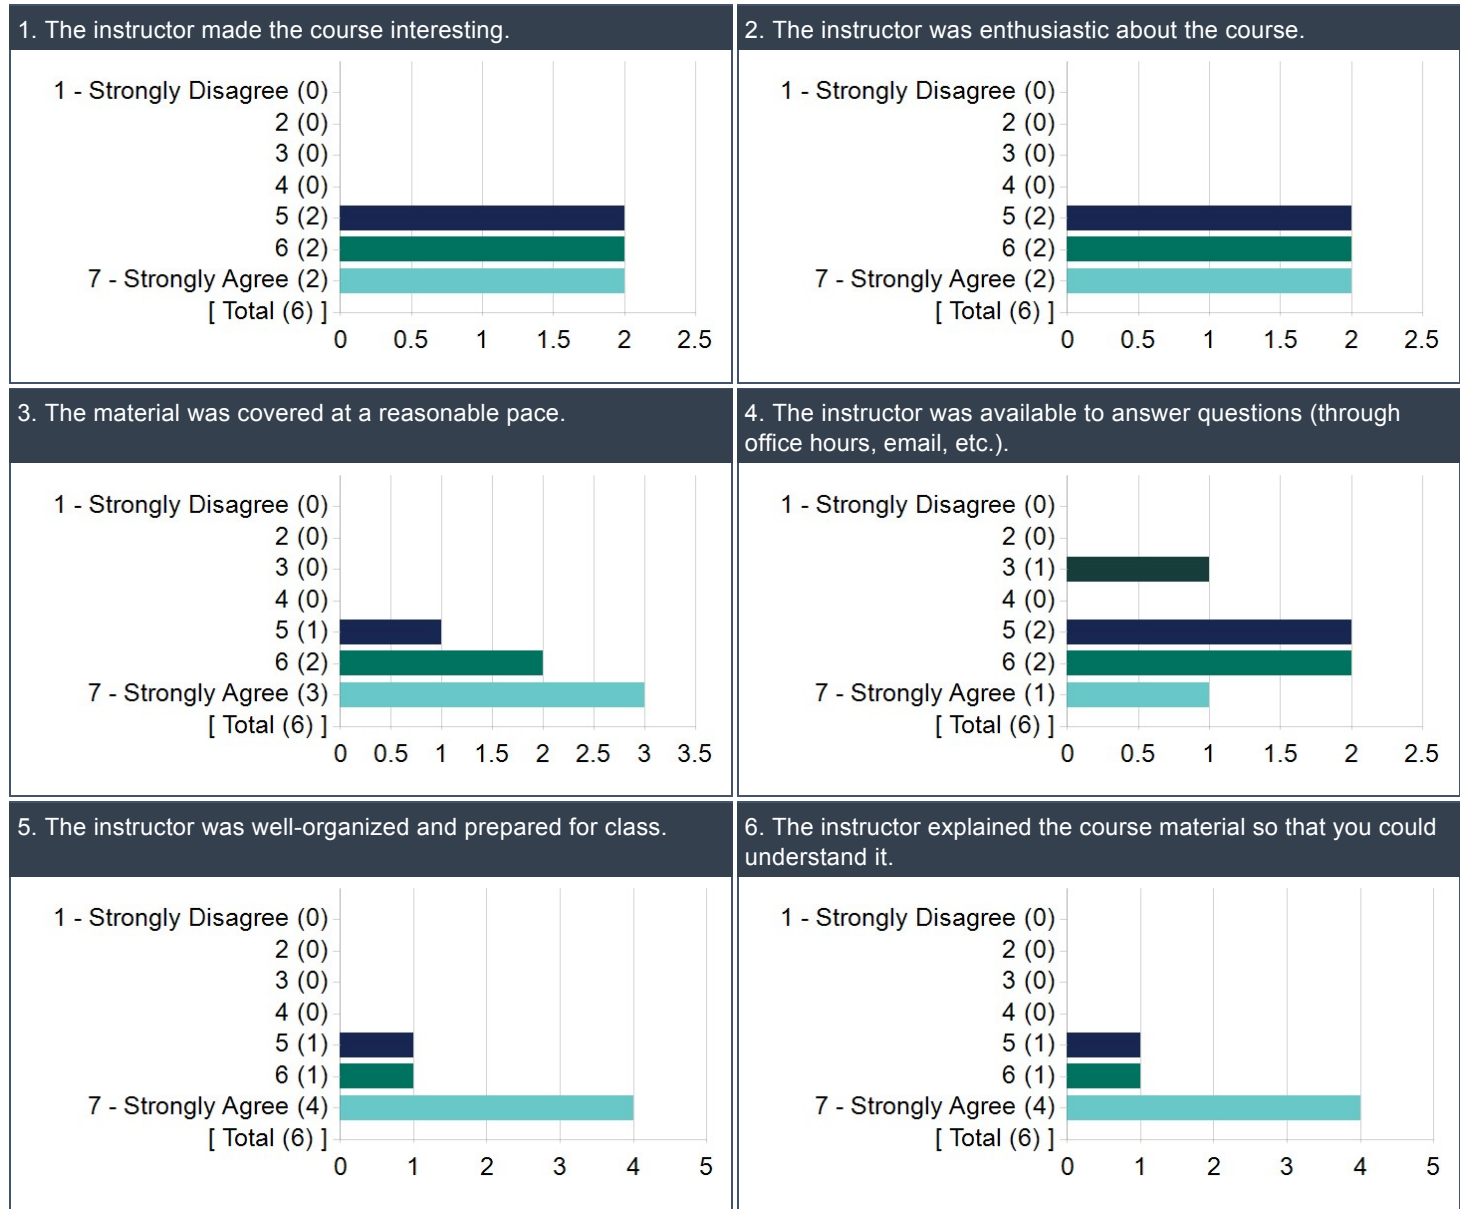 1. The instructor made the course interesting.
1 - Strongly Disagree (0)
2 (0)
3 (0)
4 (0)
5 (2)
6 (2)
7 - Strongly Agree (2)
[ Total (6) ]
0 0.5 1 1.5 2 2.5
2. The instructor was enthusiastic about the course.
1 - Strongly Disagree (0)
2 (0)
3 (0)
4 (0)
5 (2)
6 (2)
7 - Strongly Agree (2)
[ Total (6) ]
0 0.5 1 1.5 2 2.5
3. The material was covered at a reasonable pace.
1 - Strongly Disagree (0)
2 (0)
3 (0)
4 (0)
5 (1)
6 (2)
7 - Strongly Agree (3)
[ Total (6) ]
0 0.5 1 1.5 2 2.5 3 3.5
4. The instructor was available to answer questions (through
office hours, email, etc.).
1 - Strongly Disagree (0)
2 (0)
3 (1)
4 (0)
5 (2)
6 (2)
7 - Strongly Agree (1)
[ Total (6) ]
0 0.5 1 1.5 2 2.5
5. The instructor was well-organized and prepared for class.
1 - Strongly Disagree (0)
2 (0)
3 (0)
4 (0)
5 (1)
6 (1)
7 - Strongly Agree (4)
[ Total (6) ]
0 1 2 3 4 5
6. The instructor explained the course material so that you could
understand it.
1 - Strongly Disagree (0)
2 (0)
3 (0)
4 (0)
5 (1)
6 (1)
7 - Strongly Agree (4)
[ Total (6) ]
0 1 2 3 4 5